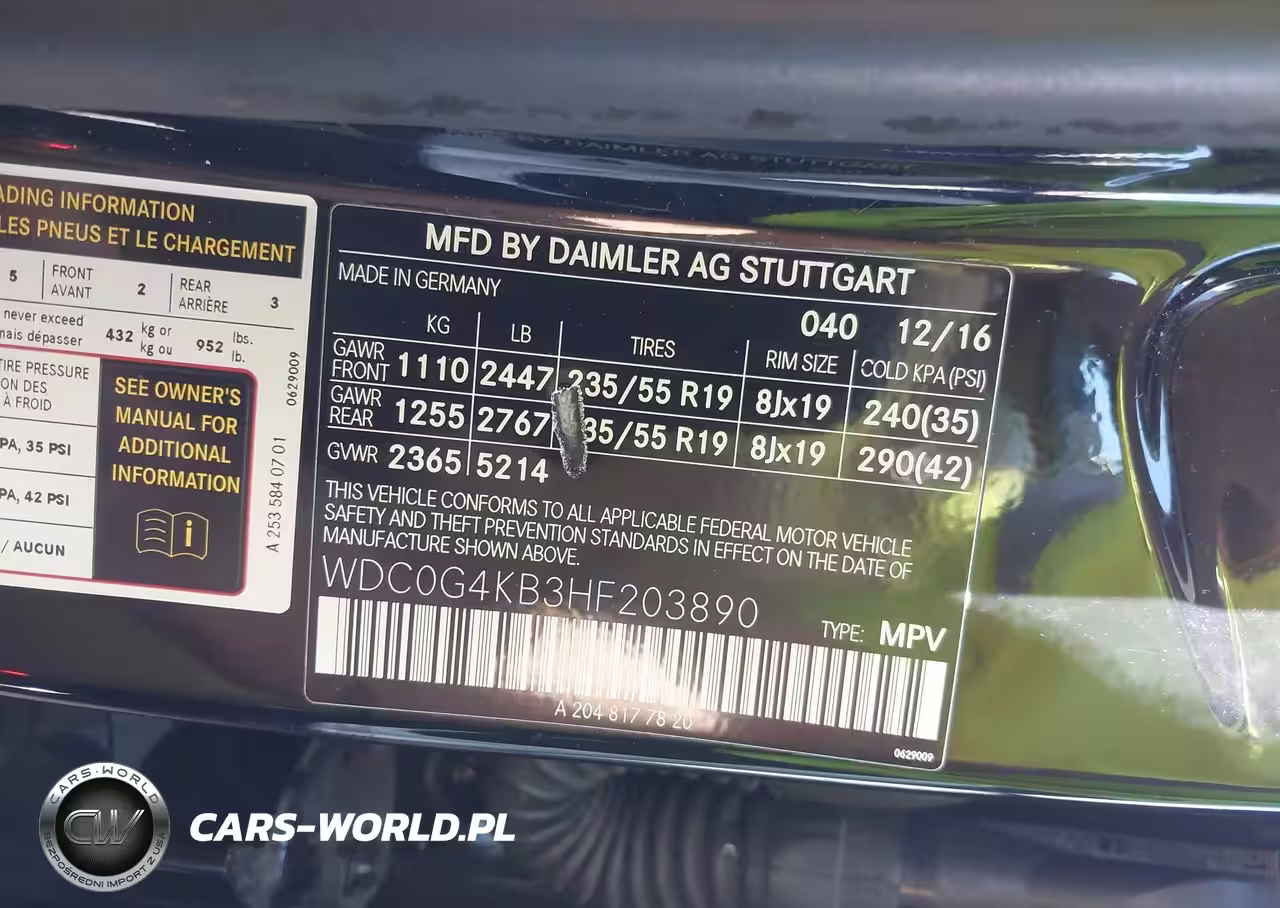 ADING INFORMATION
LES PNEUS ET LE CHARGEMENT
5 FRONT AVANT 2 REAR ARRIÈRE 3
never exceed
mais dépasser 432 kg or kg ou 952 lbs. lb.
TIRE PRESSURE
ON DES
À FROID
PA, 35 PSI
PA, 42 PSI
/ AUCUN
SEE OWNER'S
MANUAL FOR
ADDITIONAL
INFORMATION
i
0629009
A 253 584 07 01
MFD BY DAIMLER AG STUTTGART
MADE IN GERMANY
040 12/16
KG LB TIRES RIM SIZE COLD KPA (PSI)
GAWR FRONT 1110 2447 235/55 R19 8Jx19 240(35)
GAWR REAR 1255 2767 35/55 R19 8Jx19 290(42)
GVWR 2365 5214
THIS VEHICLE CONFORMS TO ALL APPLICABLE FEDERAL MOTOR VEHICLE
SAFETY AND THEFT PREVENTION STANDARDS IN EFFECT ON THE DATE OF
MANUFACTURE SHOWN ABOVE.
WDC0G4KB3HF203890
TYPE: MPV
A 204 817 78 20
0629009
CARS-WORLD
CW
BEZPOŚREDNI IMPORT Z USA
CARS-WORLD.PL